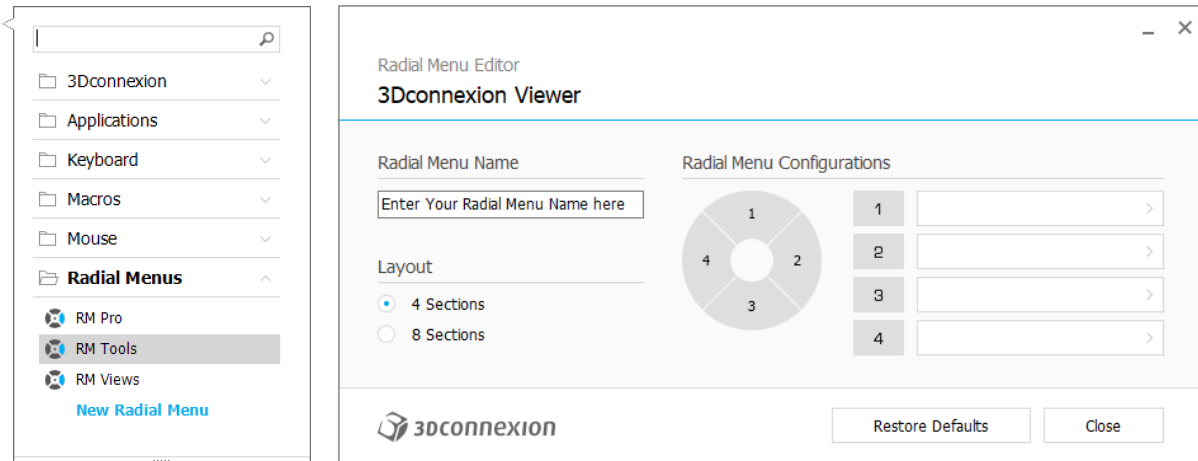 3Dconnexion
Applications
Keyboard
Macros
Mouse
Radial Menus
RM Pro
RM Tools
RM Views
New Radial Menu
Radial Menu Editor
3Dconnexion Viewer
Radial Menu Name
Enter Your Radial Menu Name here
Layout
4 Sections
8 Sections
Radial Menu Configurations
1
4 2
3
1
2
3
4
3Dconnexion
Restore Defaults Close